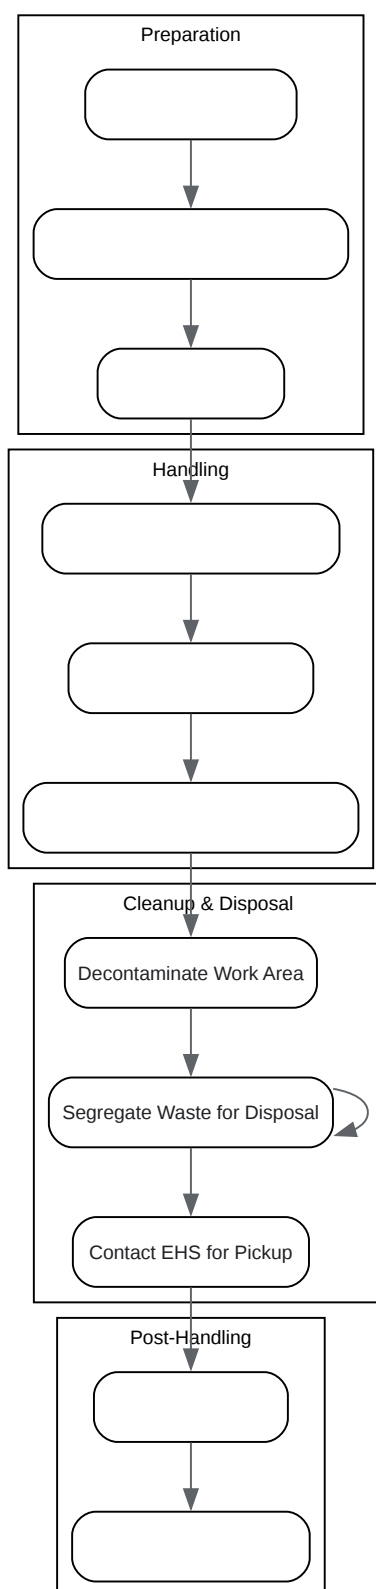 Preparation
Handling
Cleanup & Disposal
Decontaminate Work Area
Segregate Waste for Disposal
Contact EHS for Pickup
Post-Handling